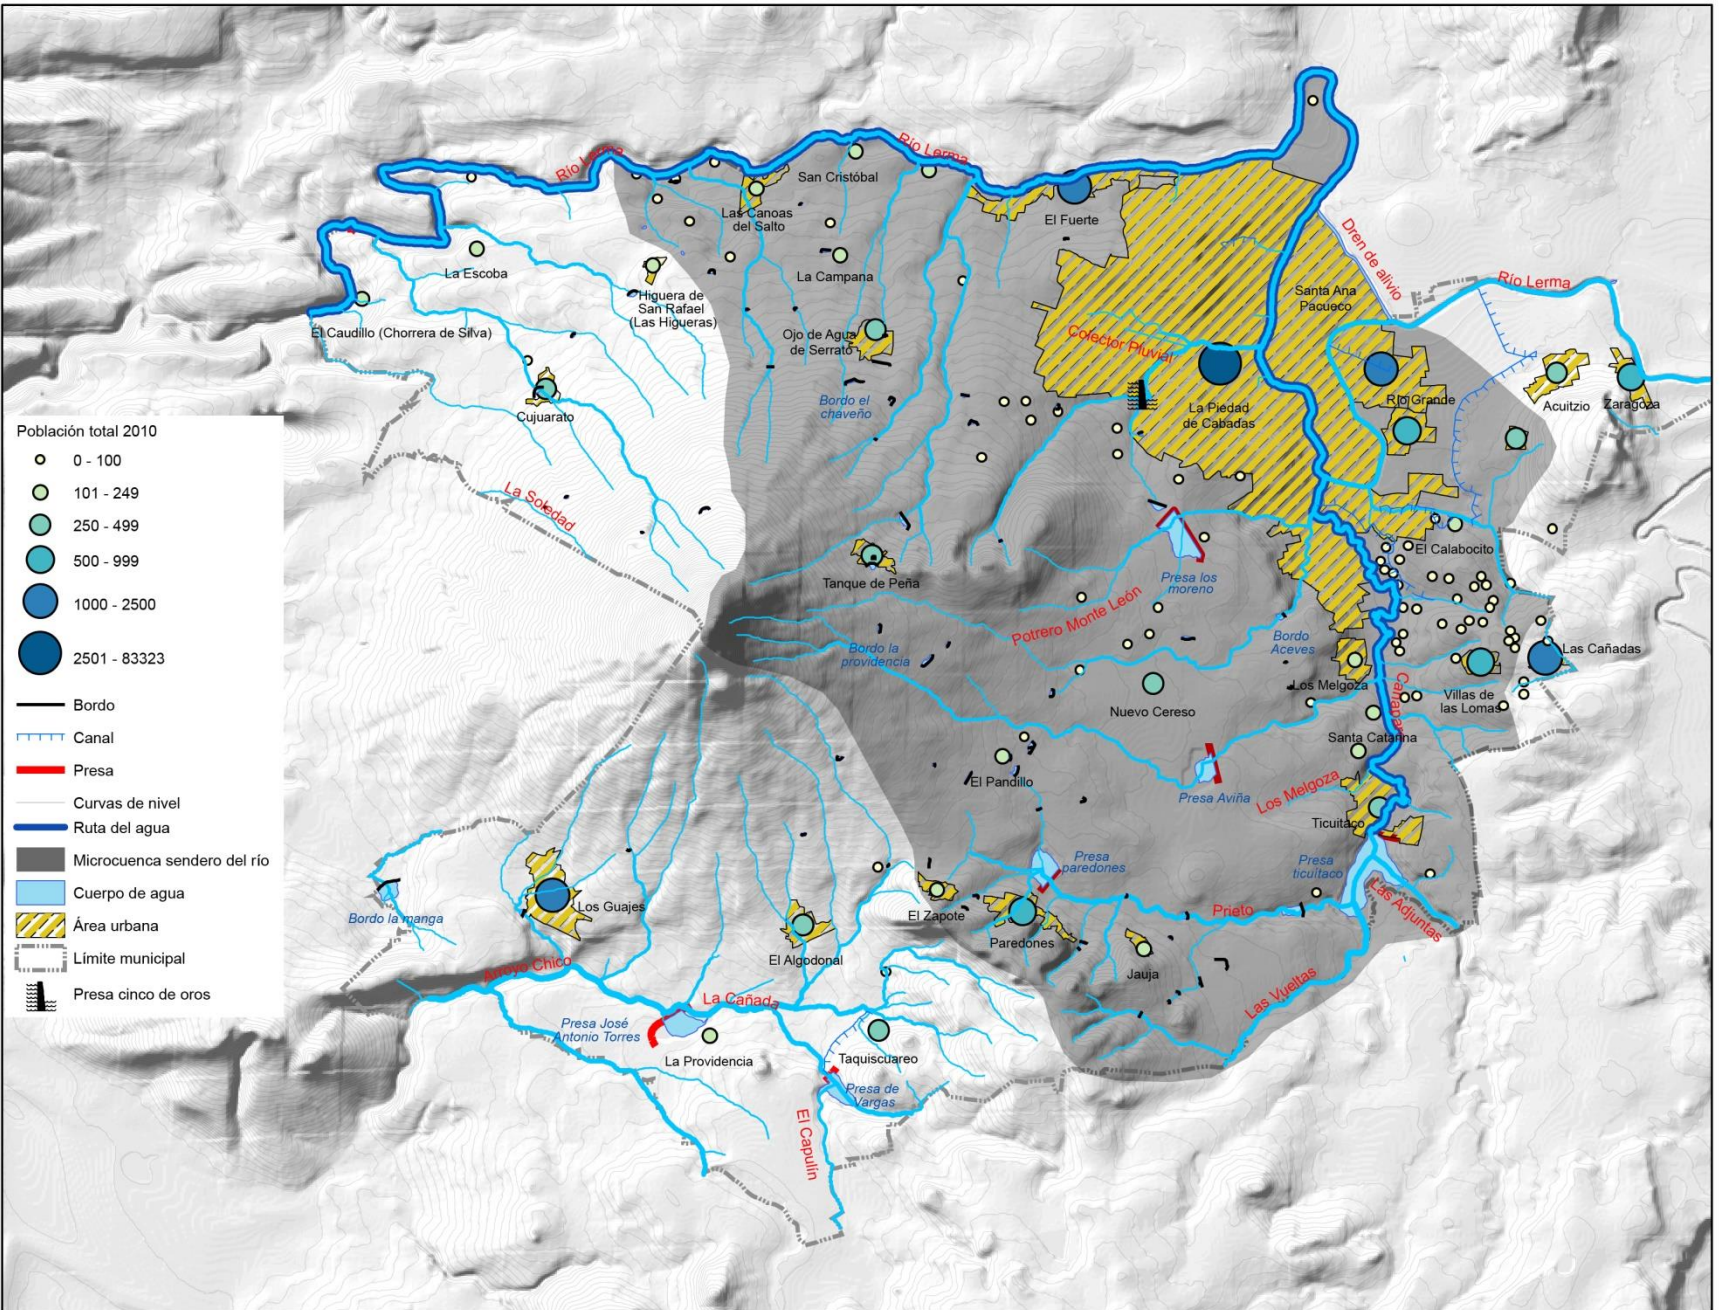 Río Lerma
Río Lerma
San Cristóbal
Las Canoas
del Salto
El Fuerte
Dren de alivio
La Escoba
La Campana
Río Lerma
Santa Ana
Pacueco
Higuera de
San Rafael
(Las Higueras)
El Caudillo (Chorrera de Silva)
Ojo de Agua
de Serrato
Colector Pluvial
Bordo el
chaveño
Cujuarato
La Piedad
de Cabadas
Río Grande
Acuitzio
Zaragoza
Población total 2010
0 - 100
101 - 249
250 - 499
500 - 999
1000 - 2500
2501 - 83323
Bordo
Canal
Presa
Curvas de nivel
Ruta del agua
Microcuenca sendero del río
Cuerpo de agua
Área urbana
Límite municipal
Presa cinco de oros
La Soledad
El Calabocito
Tanque de Peña
Presa los
moreno
Potrero Monte León
Bordo la
providencia
Bordo
Aceves
Las Cañadas
Los Melgoza
Villas de
las Lomas
Nuevo Cereso
Santa Catarina
El Pandillo
Presa Aviña
Los Melgoza
Ticuitaco
Presa
paredones
Presa
ticuitaco
Los Guajes
Bordo la manga
El Zapote
Prieto
Las Adjuntas
Paredones
El Algodonal
Jauja
Arroyo Chico
Las Vueltas
La Cañada
Presa José
Antonio Torres
La Providencia
Taquiscuareo
Presa de
Vargas
El Capulin